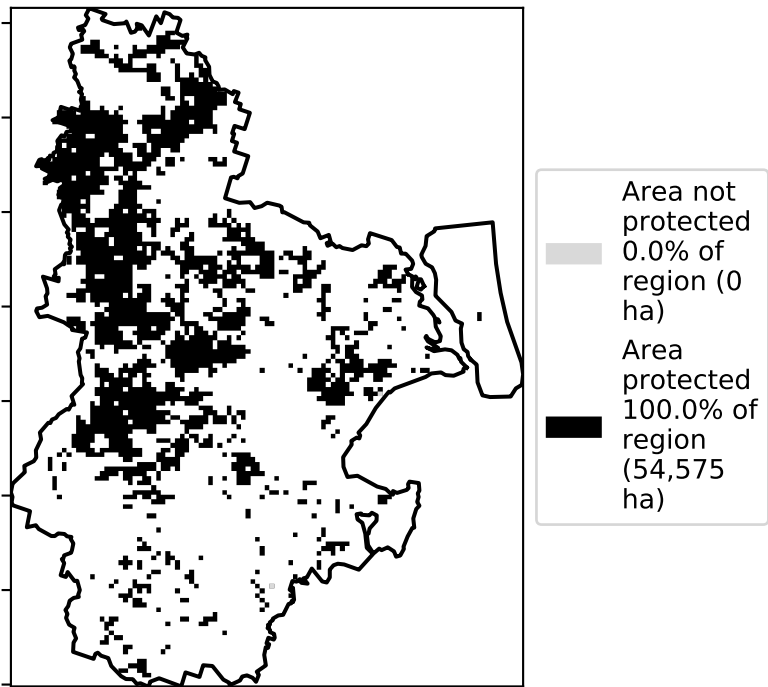 Area not
protected
0.0% of
region (0
ha)
Area
protected
100.0% of
region
(54,575
ha)